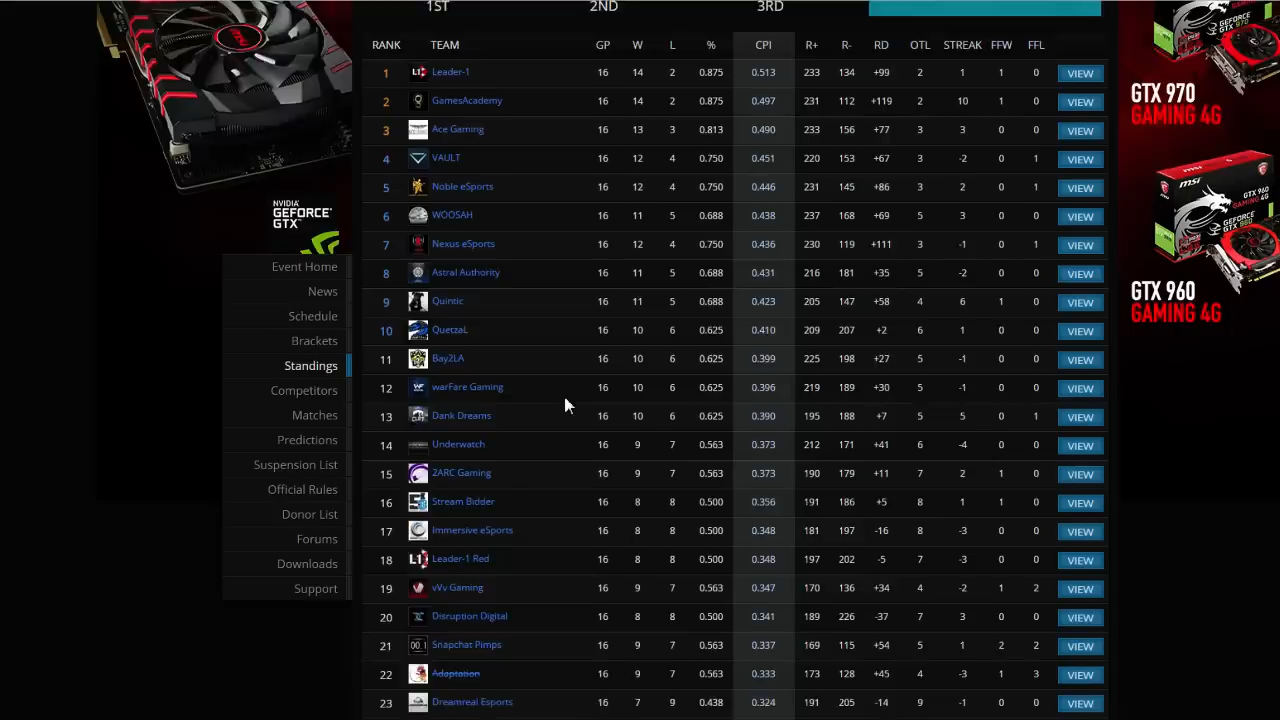 1ST 2ND 3RD
RANK TEAM GP W L % CPI R+ R- RD OTL STREAK FFW FFL
1 Leader-1 16 14 2 0.875 0.513 233 134 +99 2 1 1 0 VIEW
2 GamesAcademy 16 14 2 0.875 0.497 231 112 +119 2 10 1 0 VIEW
3 Ace Gaming 16 13 3 0.813 0.490 233 156 +77 3 3 0 0 VIEW
4 VAULT 16 12 4 0.750 0.451 220 153 +67 3 -2 0 1 VIEW
5 Noble eSports 16 12 4 0.750 0.446 231 145 +86 3 2 0 1 VIEW
6 WOOSAH 16 11 5 0.688 0.438 237 168 +69 5 3 0 0 VIEW
7 Nexus eSports 16 12 4 0.750 0.436 230 119 +111 3 -1 0 1 VIEW
8 Astral Authority 16 11 5 0.688 0.431 216 181 +35 5 -2 0 0 VIEW
9 Quintic 16 11 5 0.688 0.423 205 147 +58 4 6 1 0 VIEW
10 QuetzaL 16 10 6 0.625 0.410 209 207 +2 6 1 0 0 VIEW
11 Bay2LA 16 10 6 0.625 0.399 225 198 +27 5 -1 0 0 VIEW
12 warFare Gaming 16 10 6 0.625 0.396 219 189 +30 5 -1 0 0 VIEW
13 Dank Dreams 16 10 6 0.625 0.390 195 188 +7 5 5 0 1 VIEW
14 Underwatch 16 9 7 0.563 0.373 212 171 +41 6 -4 0 0 VIEW
15 2ARC Gaming 16 9 7 0.563 0.373 190 179 +11 7 2 1 0 VIEW
16 Stream Bidder 16 8 8 0.500 0.356 191 186 +5 8 1 1 0 VIEW
17 Immersive eSports 16 8 8 0.500 0.348 181 197 -16 8 -3 0 0 VIEW
18 L1 Leader-1 Red 16 8 8 0.500 0.348 197 202 -5 7 -3 0 0 VIEW
19 vVv Gaming 16 9 7 0.563 0.347 170 136 +34 4 -2 1 2 VIEW
20 Disruption Digital 16 8 8 0.500 0.341 189 226 -37 7 3 0 0 VIEW
21 00.1 Snapchat Pimps 16 9 7 0.563 0.337 169 115 +54 5 1 2 2 VIEW
22 Adaptation 16 9 7 0.563 0.333 173 128 +45 4 -3 1 3 VIEW
23 Dreamreal Esports 16 7 9 0.438 0.324 191 205 -14 9 -1 0 0 VIEW
NVIDIA
GEFORCE
GTX
Event Home
News
Schedule
Brackets
Standings
Competitors
Matches
Predictions
Suspension List
Official Rules
Donor List
Forums
Downloads
Support
GEFORCE
GTX 970
GTX 970
GAMING 4G
msi
GTX 960
GAMING 4G
GEFORCE
GTX 960
GTX 960
GAMING 4G